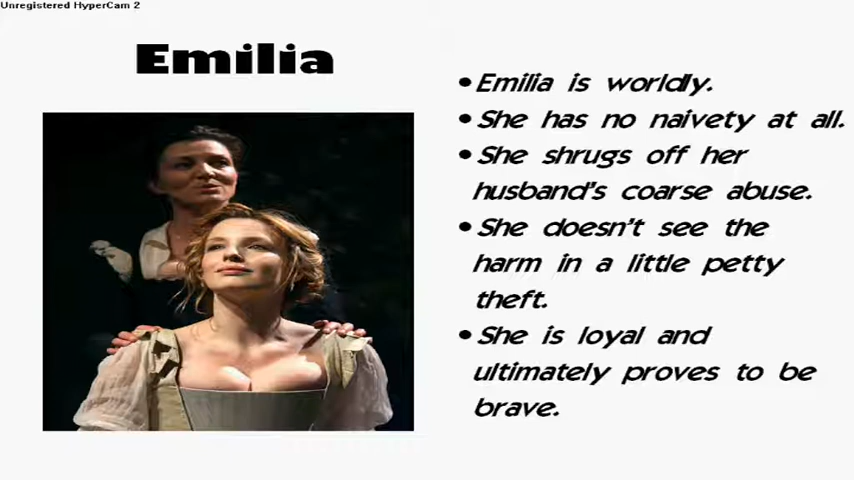 Unregistered HyperCam 2
Emilia
•Emilia is worldly.
•She has no naivety at all.
•She shrugs off her
husband's coarse abuse.
•She doesn't see the
harm in a little petty
theft.
•She is loyal and
ultimately proves to be
brave.